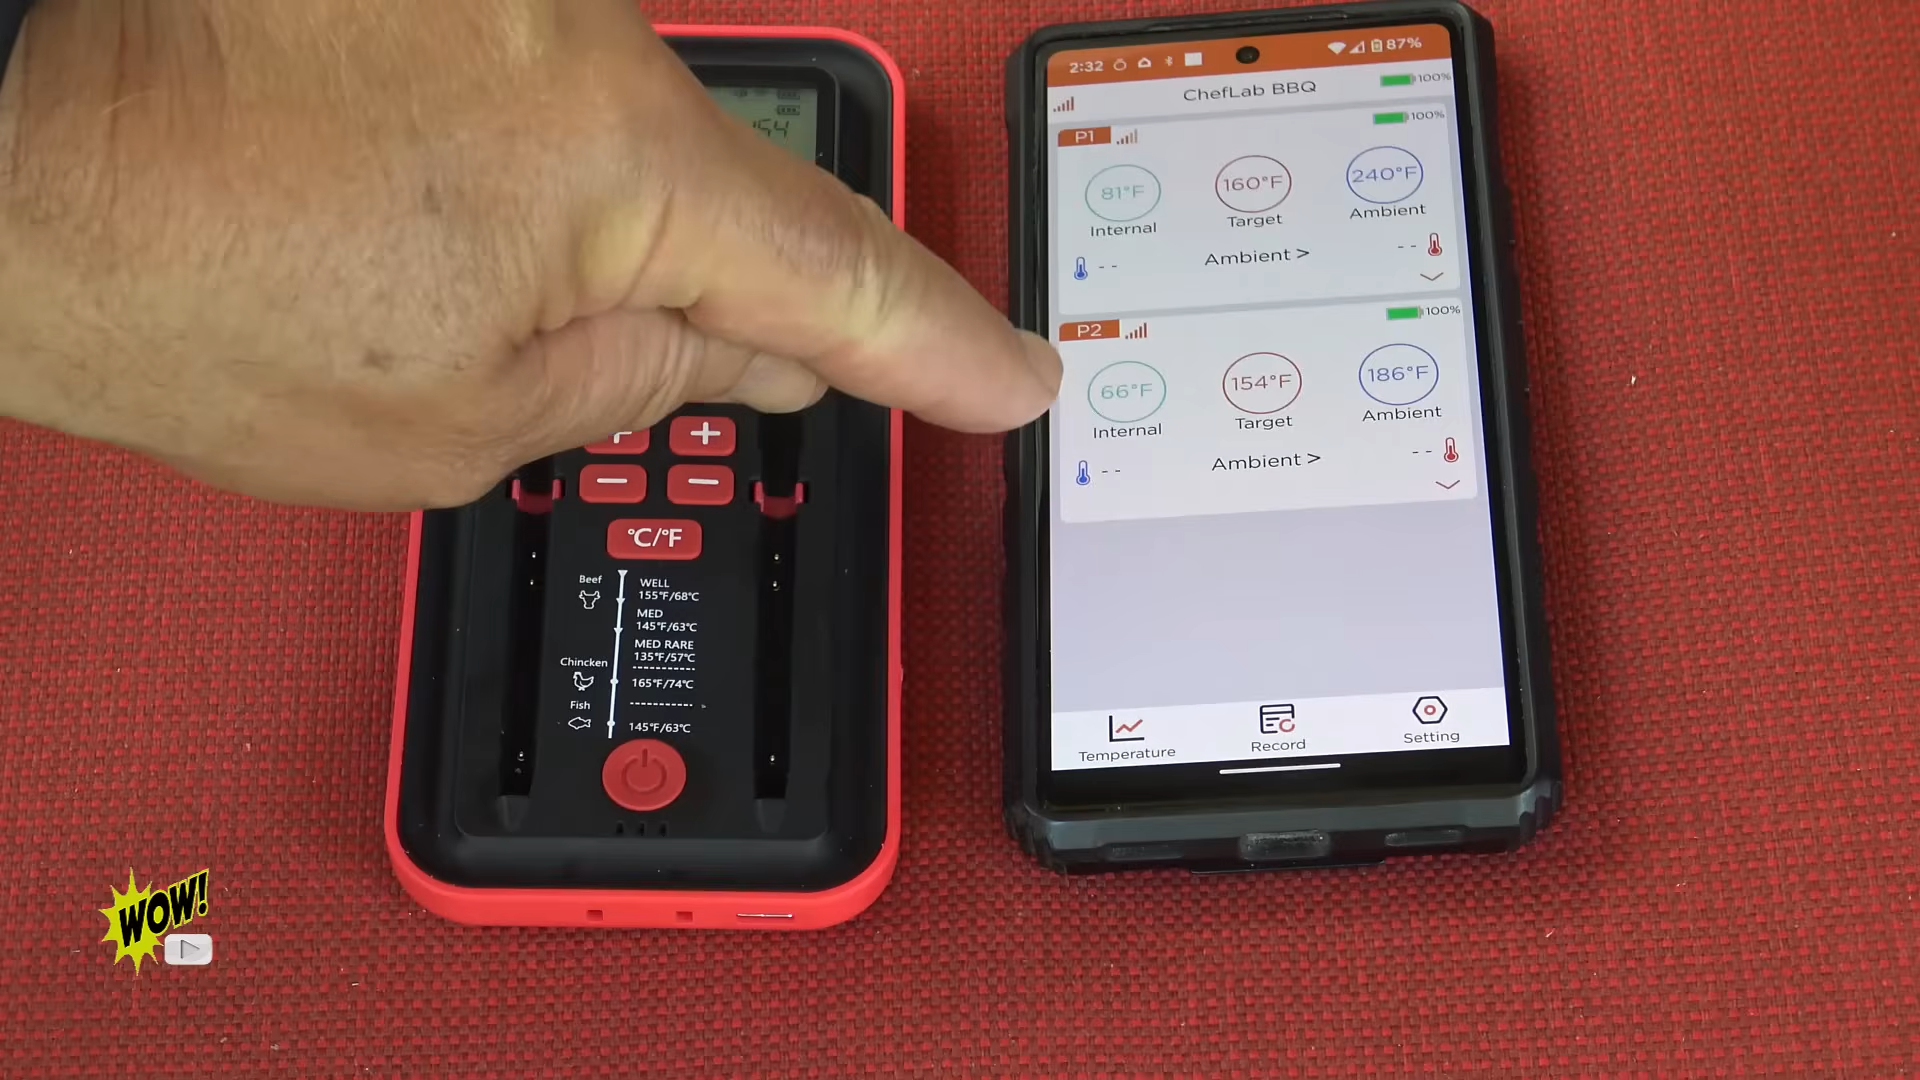 154
°C/°F
Beef
WELL
155°F/68°C
MED
145°F/63°C
MED RARE
135°F/57°C
Chincken
165°F/74°C
Fish
145°F/63°C
WOW!
2:32
87%
ChefLab BBQ
100%
P1
100%
81°F
160°F
240°F
Internal
Target
Ambient
- -
Ambient >
- -
P2
100%
66°F
154°F
186°F
Internal
Target
Ambient
- -
Ambient >
- -
Temperature
Record
Setting